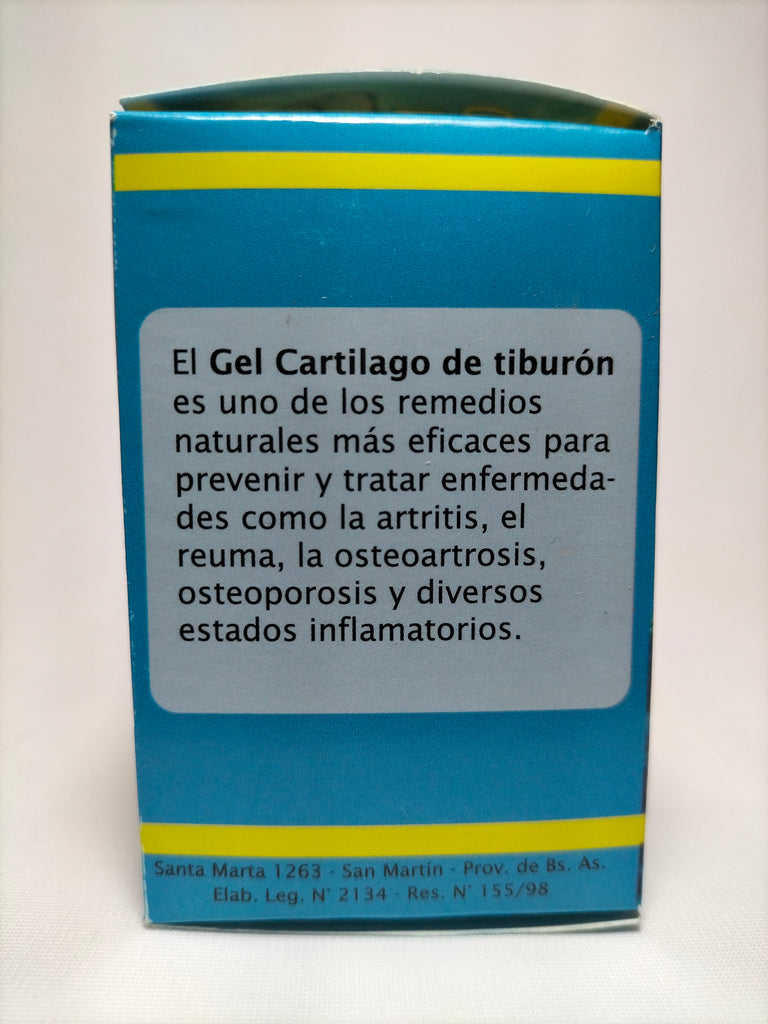 El Gel Cartilago de tiburón
es uno de los remedios
naturales más eficaces para
prevenir y tratar enfermeda-
des como la artritis, el
reuma, la osteoartrosis,
osteoporosis y diversos
estados inflamatorios.
Santa Marta 1263 - San Martín - Prov. de Bs. As.
Elab. Leg. N° 2134 - Res. N° 155/98